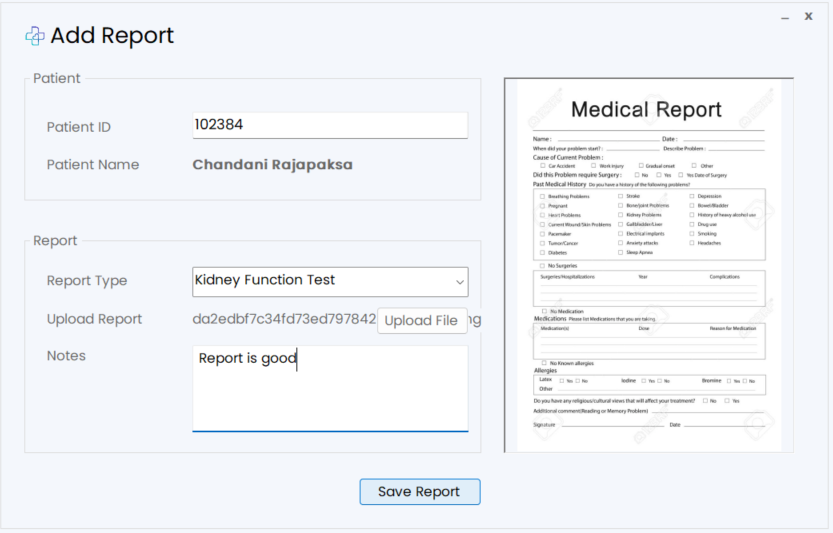 Add Report
Patient
Patient ID 102384
Patient Name Chandani Rajapaksa
Report
Report Type Kidney Function Test
Upload Report da2edbf7c34fd73ed797842 Upload File ng
Notes Report is good
Save Report
Medical Report
Name : Date :
When did your problem start? : Describe Problem :
Cause of Current Problem :
Car Accident Work Injury Gradual onset Other
Did this Problem require Surgery : No Yes Yes Date of Surgery
Past Medical History Do you have a history of the following problems?
Breathing Problems Stroke Depression
Pregnant Bone/Joint Problems Bowel/Bladder
Heart Problems Kidney Problems History of heavy alcohol use
Current Wound/Skin Problems Gallbladder/Liver Drug use
Pacemaker Electrical implants Smoking
Tumor/Cancer Anxiety attacks Headaches
Diabetes Sleep Apnea
No Surgeries
Surgeries/Hospitalizations Year Complications
No Medication
Medications Please list Medications that you are taking.
Medication(s) Dose Reason for Medication
No Known allergies
Allergies
Latex Yes No Iodine Yes No Bromine Yes No
Other
Do you have any religious/cultural views that will affect your treatment? No Yes
Additional comment(Reading or Memory Problem)
Signature Date